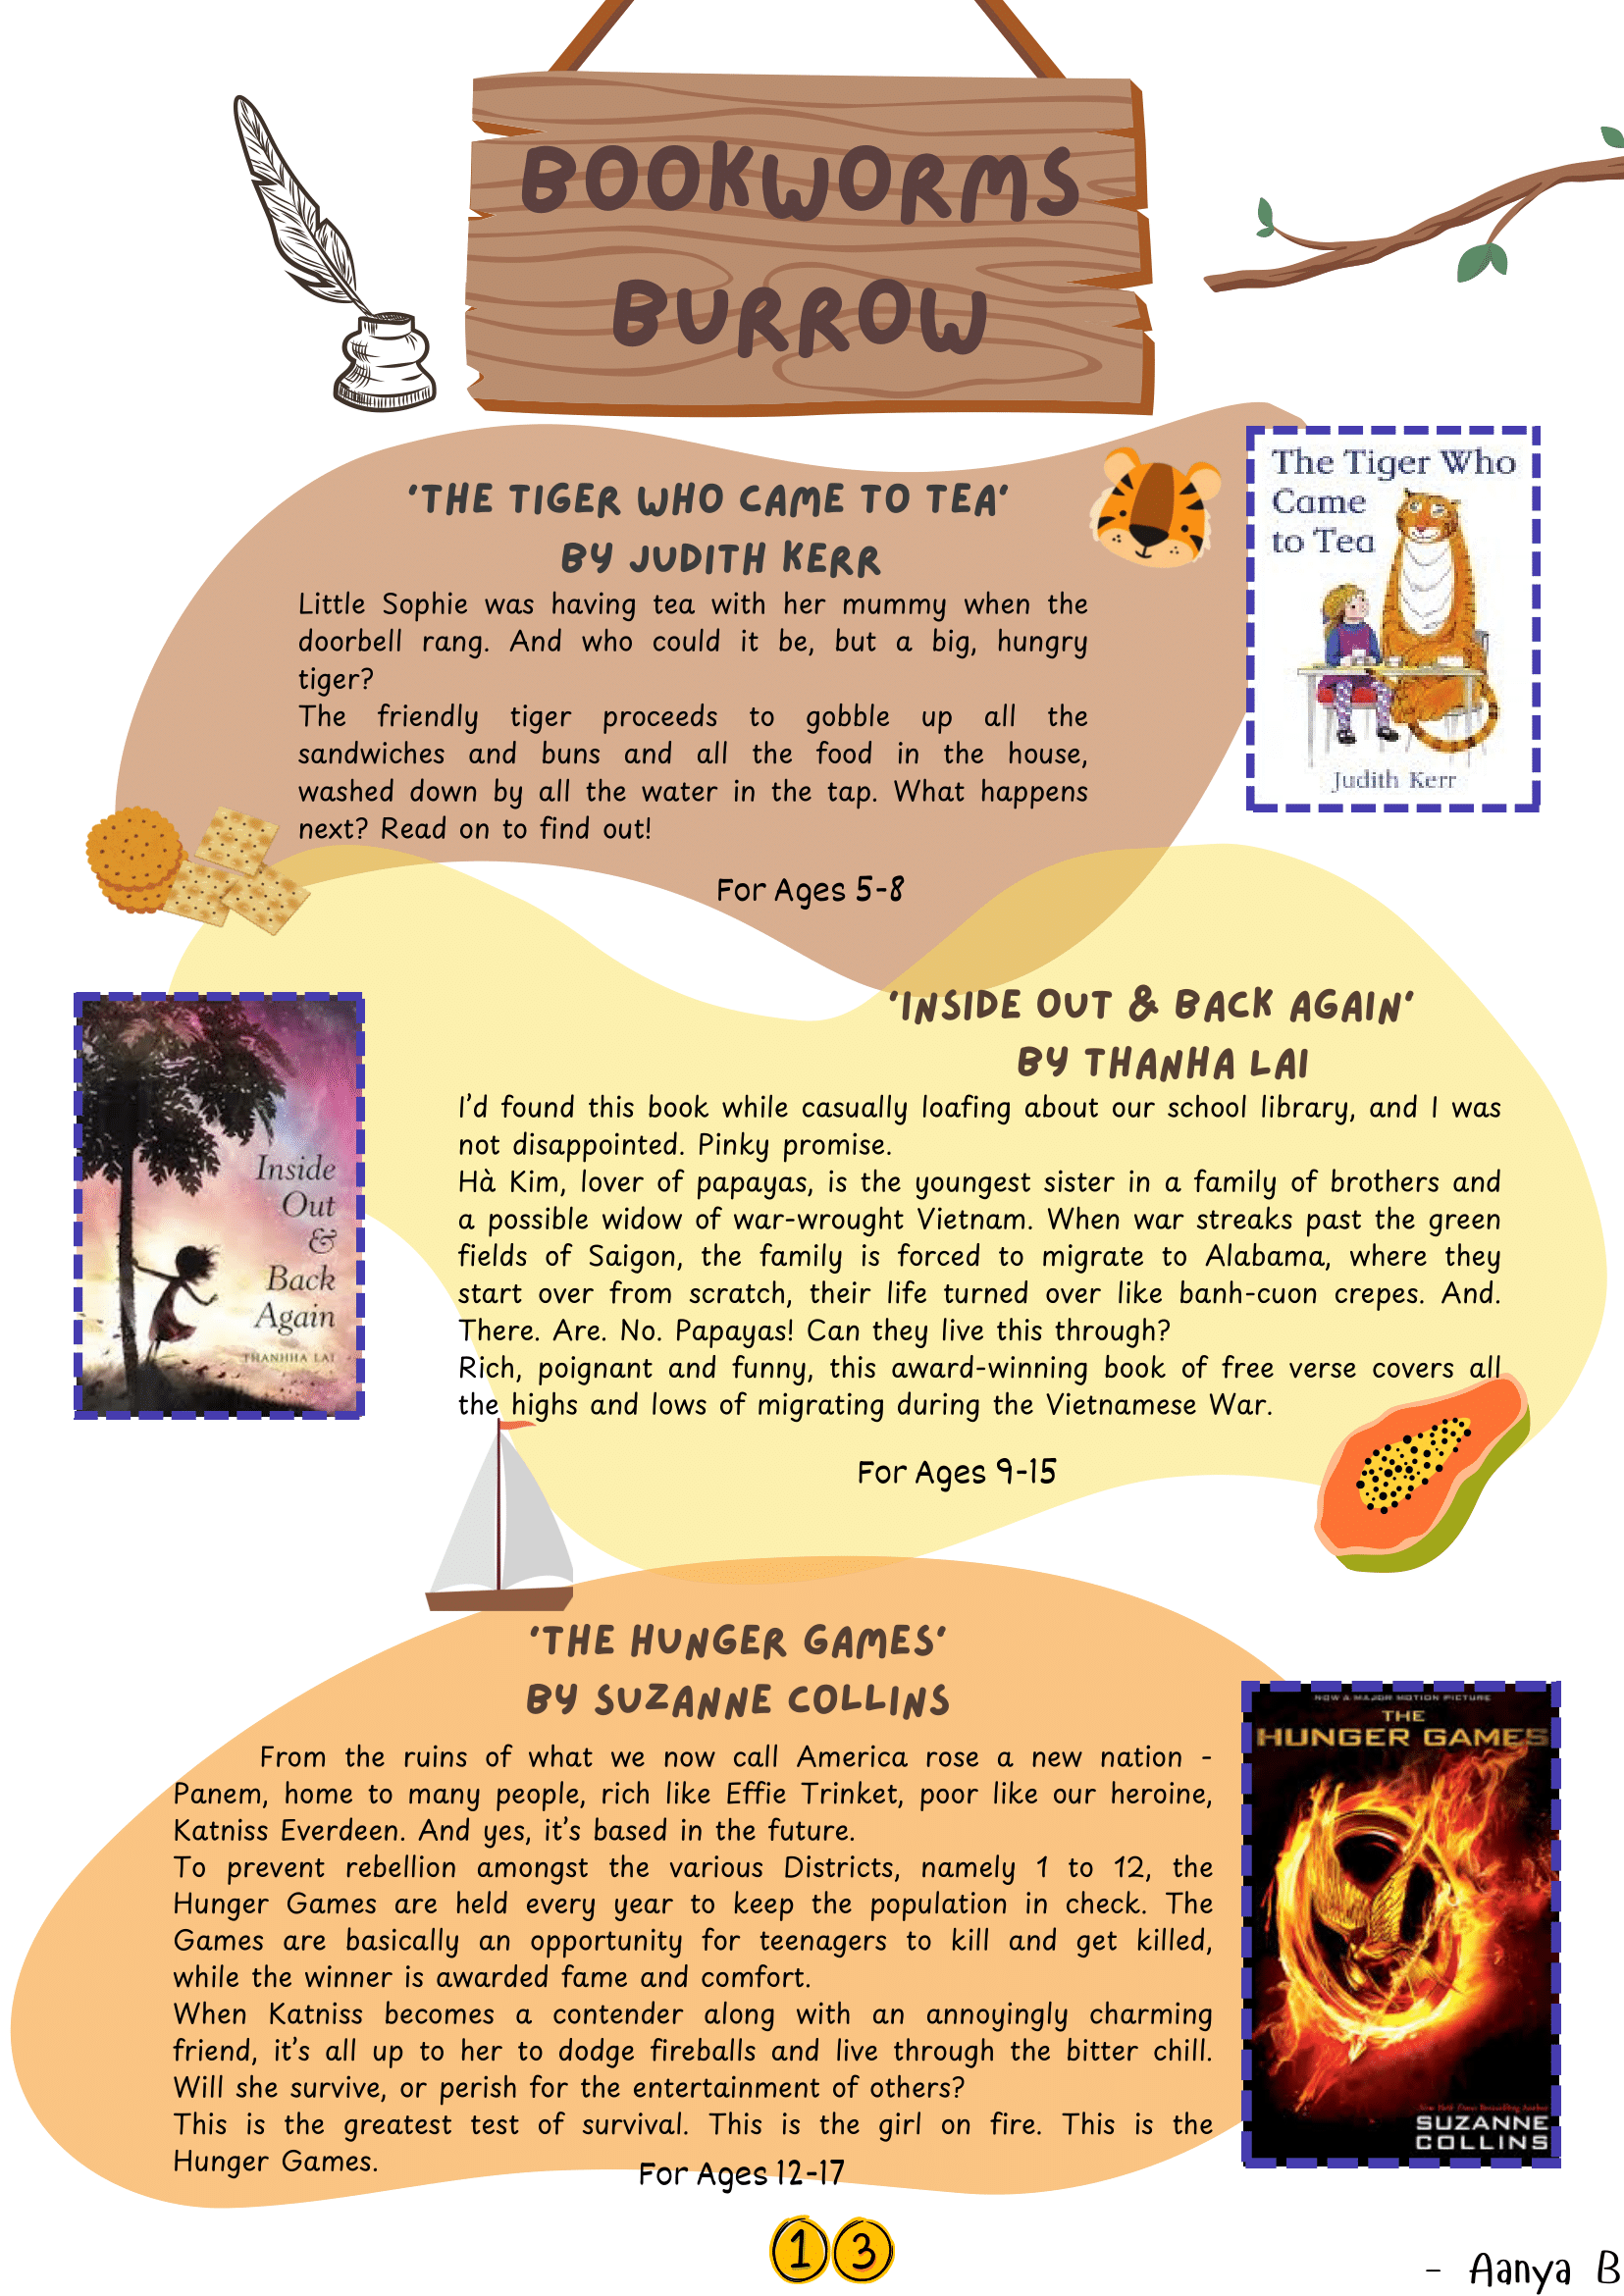 BOOKWORMS
BURROW
'THE TIGER WHO CAME TO TEA'
BY JUDITH KERR
Little Sophie was having tea with her mummy when the
doorbell rang. And who could it be, but a big, hungry
tiger?
The friendly tiger proceeds to gobble up all the
sandwiches and buns and all the food in the house,
washed down by all the water in the tap. What happens
next? Read on to find out!
For Ages 5-8
The Tiger Who
Came
to Tea
Judith Kerr
'INSIDE OUT & BACK AGAIN'
BY THANHA LAI
I'd found this book while casually loafing about our school library, and I was
not disappointed. Pinky promise.
Hà Kim, lover of papayas, is the youngest sister in a family of brothers and
a possible widow of war-wrought Vietnam. When war streaks past the green
fields of Saigon, the family is forced to migrate to Alabama, where they
start over from scratch, their life turned over like banh-cuon crepes. And.
There. Are. No. Papayas! Can they live this through?
Rich, poignant and funny, this award-winning book of free verse covers all
the highs and lows of migrating during the Vietnamese War.
For Ages 9-15
Inside
Out
&
Back
Again
THANHHA LAI
'THE HUNGER GAMES'
BY SUZANNE COLLINS
From the ruins of what we now call America rose a new nation -
Panem, home to many people, rich like Effie Trinket, poor like our heroine,
Katniss Everdeen. And yes, it's based in the future.
To prevent rebellion amongst the various Districts, namely 1 to 12, the
Hunger Games are held every year to keep the population in check. The
Games are basically an opportunity for teenagers to kill and get killed,
while the winner is awarded fame and comfort.
When Katniss becomes a contender along with an annoyingly charming
friend, it's all up to her to dodge fireballs and live through the bitter chill.
Will she survive, or perish for the entertainment of others?
This is the greatest test of survival. This is the girl on fire. This is the
Hunger Games.
For Ages 12-17
NOW A MAJOR MOTION PICTURE
THE
HUNGER GAMES
New York Times Bestselling Author
SUZANNE
COLLINS
13
- Aanya B